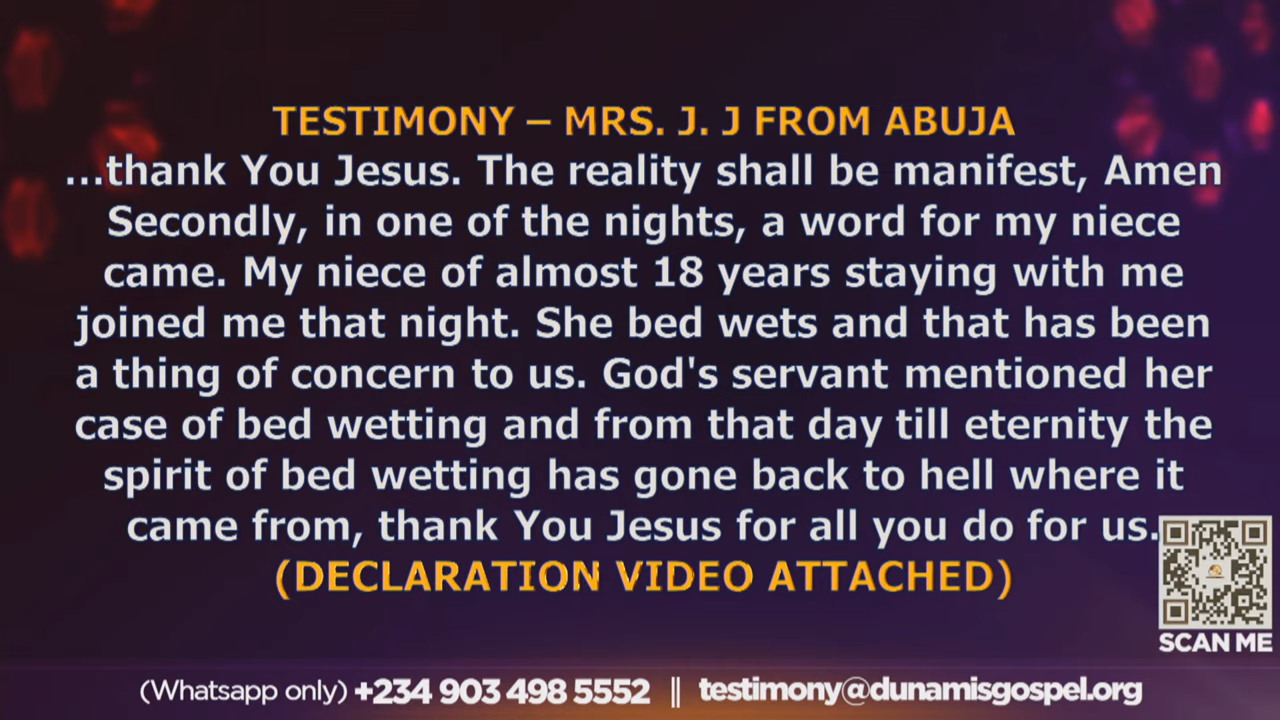 TESTIMONY – MRS. J. J FROM ABUJA
...thank You Jesus. The reality shall be manifest, Amen
Secondly, in one of the nights, a word for my niece
came. My niece of almost 18 years staying with me
joined me that night. She bed wets and that has been
a thing of concern to us. God's servant mentioned her
case of bed wetting and from that day till eternity the
spirit of bed wetting has gone back to hell where it
came from, thank You Jesus for all you do for us.
(DECLARATION VIDEO ATTACHED)
SCAN ME
(Whatsapp only) +234 903 498 5552 || testimony@dunamisgospel.org